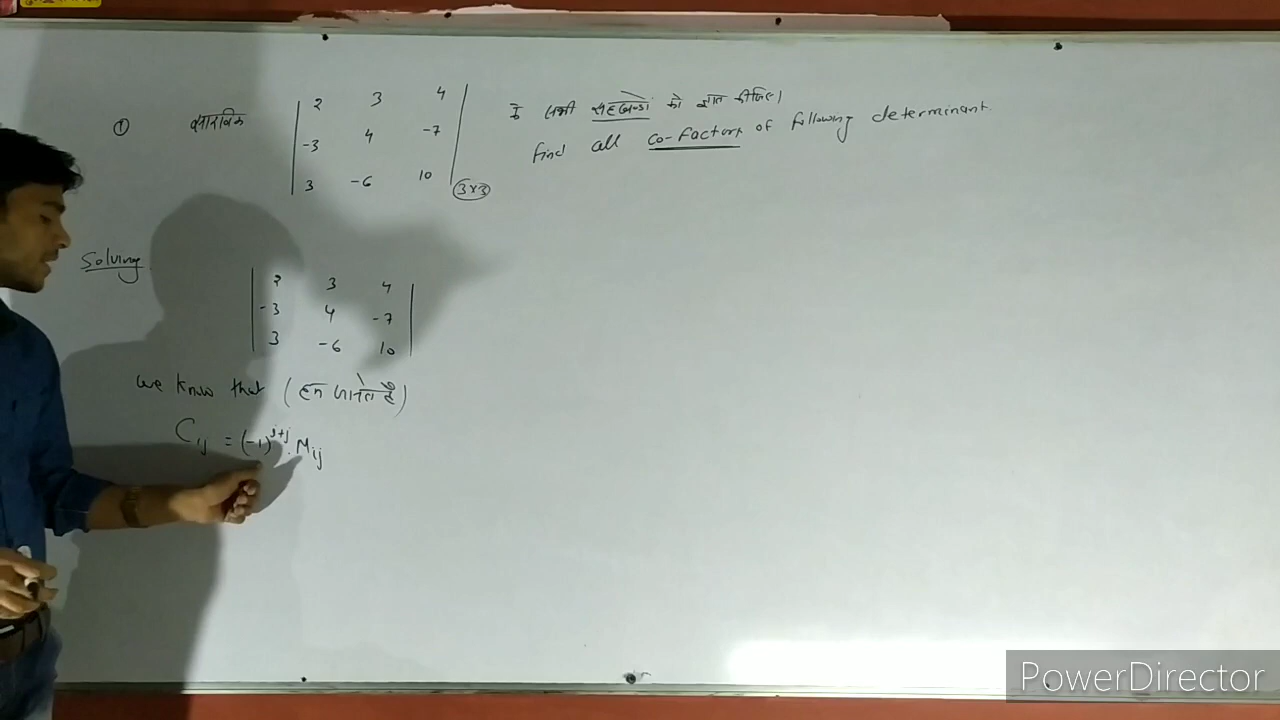 ① सारणिक | 2 3 4 | के सभी सहखण्डों को ज्ञात कीजिए।
| -3 4 -7 | find all co-factors of following determinant.
| 3 -6 10 | 3x3
Solving
| 2 3 4 |
| -3 4 -7 |
| 3 -6 10 |
we know that (हम जानते है)
Cij = (-1)^i+j . Mij
PowerDirector